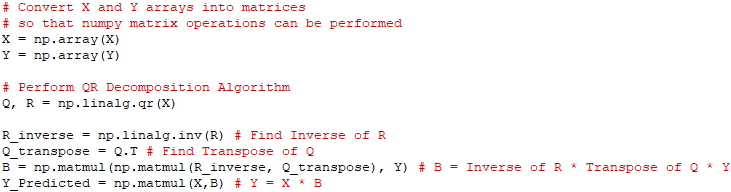 # Convert X and Y arrays into matrices
# so that numpy matrix operations can be performed
X = np.array(X)
Y = np.array(Y)
# Perform QR Decomposition Algorithm
Q, R = np.linalg.qr(X)
R_inverse = np.linalg.inv(R) # Find Inverse of R
Q_transpose = Q.T # Find Transpose of Q
B = np.matmul(np.matmul(R_inverse, Q_transpose), Y) # B = Inverse of R * Transpose of Q * Y
Y_Predicted = np.matmul(X,B) # Y = X * B